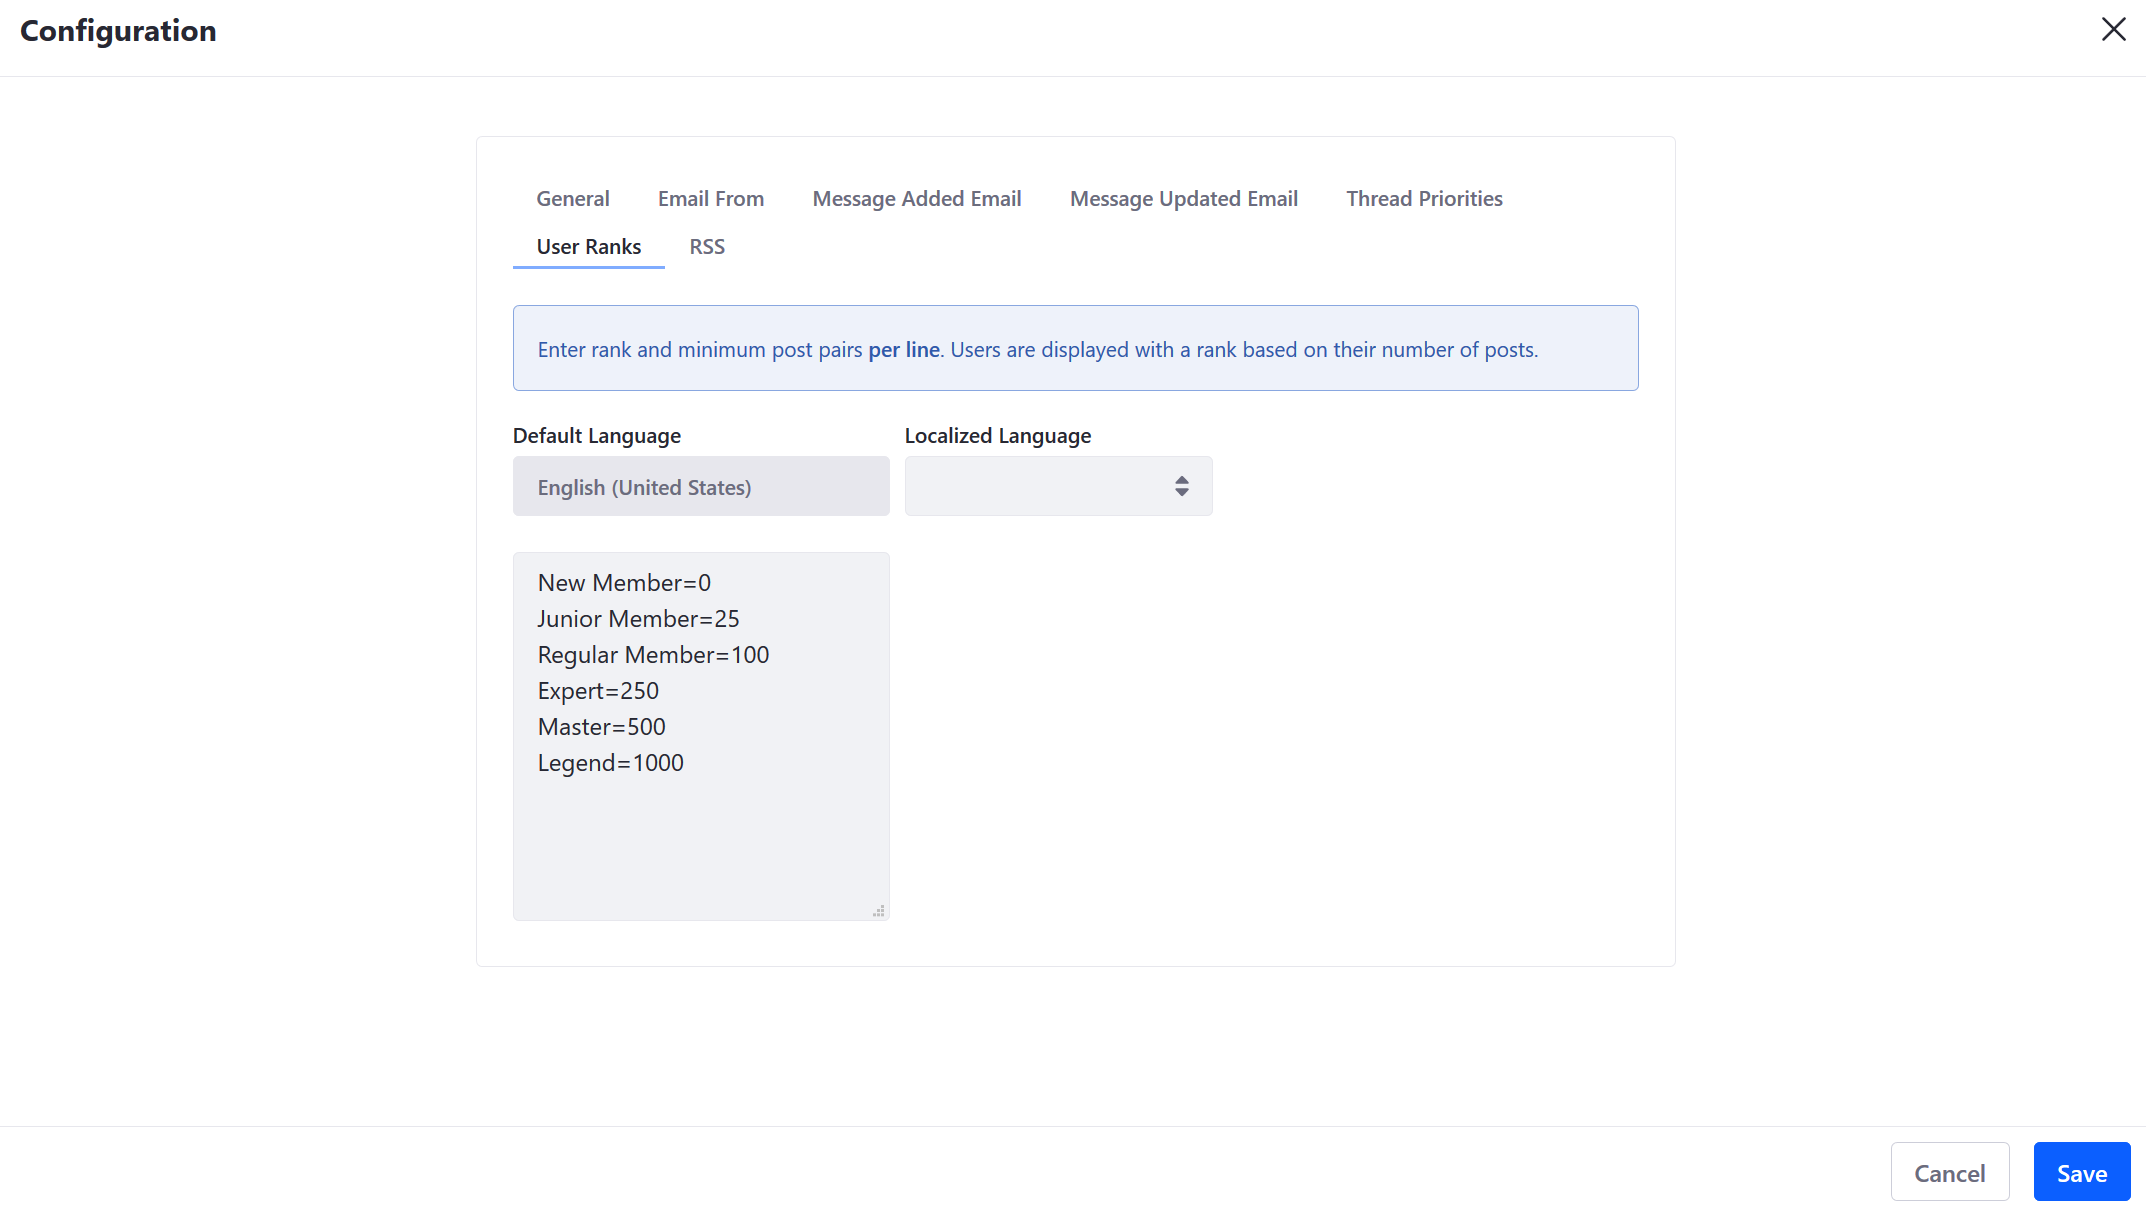 Configuration
General Email From Message Added Email Message Updated Email Thread Priorities
User Ranks RSS
Enter rank and minimum post pairs per line. Users are displayed with a rank based on their number of posts.
Default Language Localized Language
English (United States)
New Member=0
Junior Member=25
Regular Member=100
Expert=250
Master=500
Legend=1000
Cancel Save